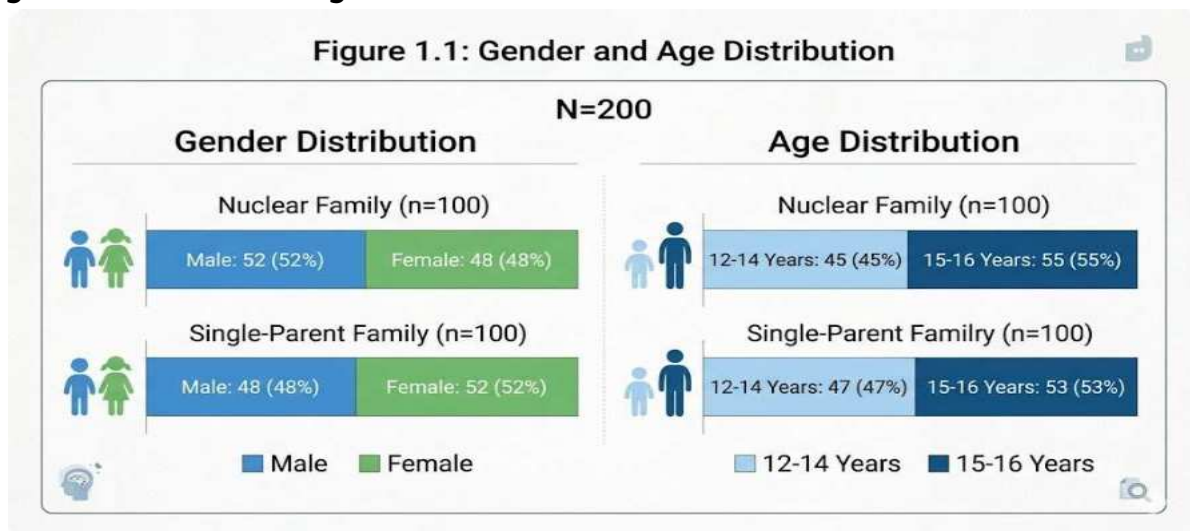 Figure 1.1: Gender and Age Distribution
N=200
Gender Distribution
Nuclear Family (n=100)
Male: 52 (52%) Female: 48 (48%)
Single-Parent Family (n=100)
Male: 48 (48%) Female: 52 (52%)
Male Female
Age Distribution
Nuclear Family (n=100)
12-14 Years: 45 (45%) 15-16 Years: 55 (55%)
Single-Parent Familry (n=100)
12-14 Years: 47 (47%) 15-16 Years: 53 (53%)
12-14 Years 15-16 Years